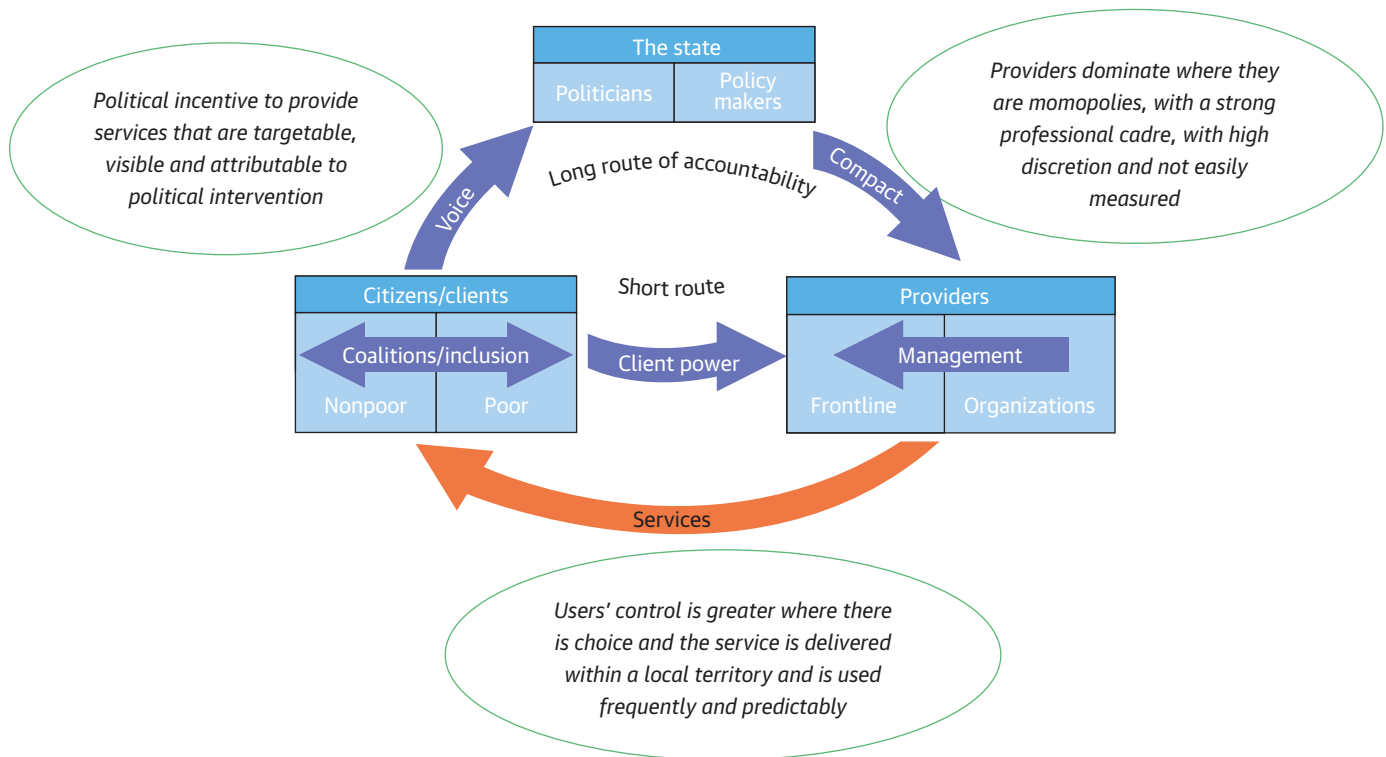 The state
Politicians
Policy
makers
Political incentive to provide
services that are targetable,
visible and attributable to
political intervention
Providers dominate where they
are momopolies, with a strong
professional cadre, with high
discretion and not easily
measured
Voice
Long route of accountability
Compact
Short route
Citizens/clients
Coalitions/inclusion
Nonpoor
Poor
Client power
Providers
Management
Frontline
Organizations
Services
Users' control is greater where there
is choice and the service is delivered
within a local territory and is used
frequently and predictably